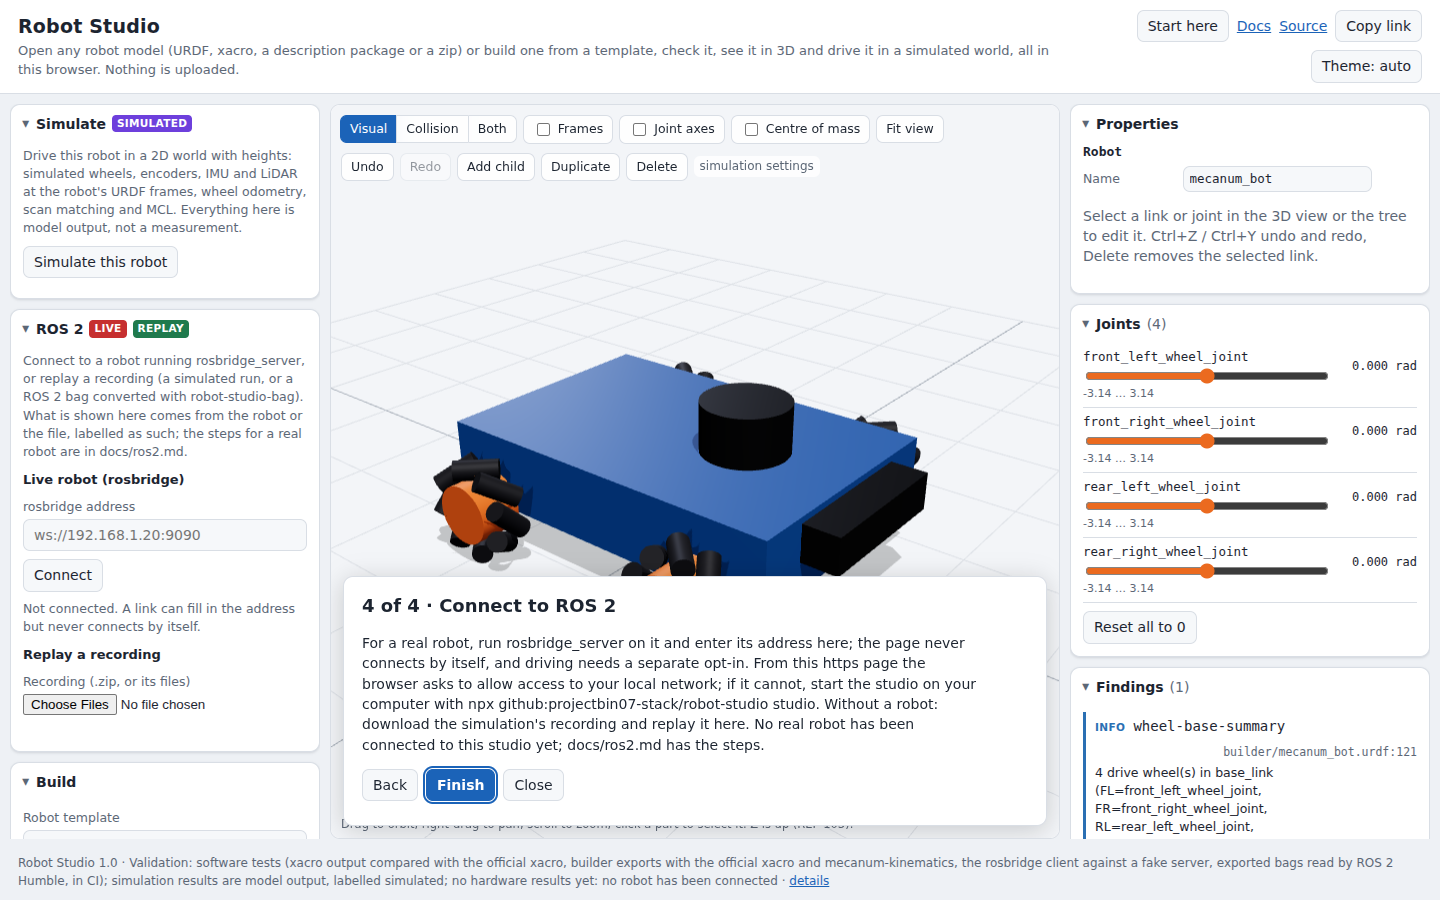 Robot Studio
Open any robot model (URDF, xacro, a description package or a zip) or build one from a template, check it, see it in 3D and drive it in a simulated world, all in
this browser. Nothing is uploaded.
Start here
Docs
Source
Copy link
Theme: auto
Simulate SIMULATED
Drive this robot in a 2D world with heights:
simulated wheels, encoders, IMU and LiDAR
at the robot's URDF frames, wheel odometry,
scan matching and MCL. Everything here is
model output, not a measurement.
Simulate this robot
ROS 2 LIVE REPLAY
Connect to a robot running rosbridge_server,
or replay a recording (a simulated run, or a
ROS 2 bag converted with robot-studio-bag).
What is shown here comes from the robot or
the file, labelled as such; the steps for a real
robot are in docs/ros2.md.
Live robot (rosbridge)
rosbridge address
ws://192.168.1.20:9090
Connect
Not connected. A link can fill in the address
but never connects by itself.
Replay a recording
Recording (.zip, or its files)
Choose Files No file chosen
Build
Robot template
Visual
Collision
Both
Frames
Joint axes
Centre of mass
Fit view
Undo
Redo
Add child
Duplicate
Delete
simulation settings
4 of 4 · Connect to ROS 2
For a real robot, run rosbridge_server on it and enter its address here; the page never
connects by itself, and driving needs a separate opt-in. From this https page the
browser asks to allow access to your local network; if it cannot, start the studio on your
computer with npx github:projectbin07-stack/robot-studio studio. Without a robot:
download the simulation's recording and replay it here. No real robot has been
connected to this studio yet; docs/ros2.md has the steps.
Back
Finish
Close
Properties
Robot
Name
mecanum_bot
Select a link or joint in the 3D view or the tree
to edit it. Ctrl+Z / Ctrl+Y undo and redo,
Delete removes the selected link.
Joints (4)
front_left_wheel_joint
0.000 rad
-3.14 … 3.14
front_right_wheel_joint
0.000 rad
-3.14 … 3.14
rear_left_wheel_joint
0.000 rad
-3.14 … 3.14
rear_right_wheel_joint
0.000 rad
-3.14 … 3.14
Reset all to 0
Findings (1)
INFO wheel-base-summary
builder/mecanum_bot.urdf:121
4 drive wheel(s) in base_link
(FL=front_left_wheel_joint,
FR=front_right_wheel_joint,
RL=rear_left_wheel_joint,
Robot Studio 1.0 · Validation: software tests (xacro output compared with the official xacro, builder exports with the official xacro and mecanum-kinematics, the rosbridge client against a fake server, exported bags read by ROS 2
Humble, in CI); simulation results are model output, labelled simulated; no hardware results yet: no robot has been connected · details